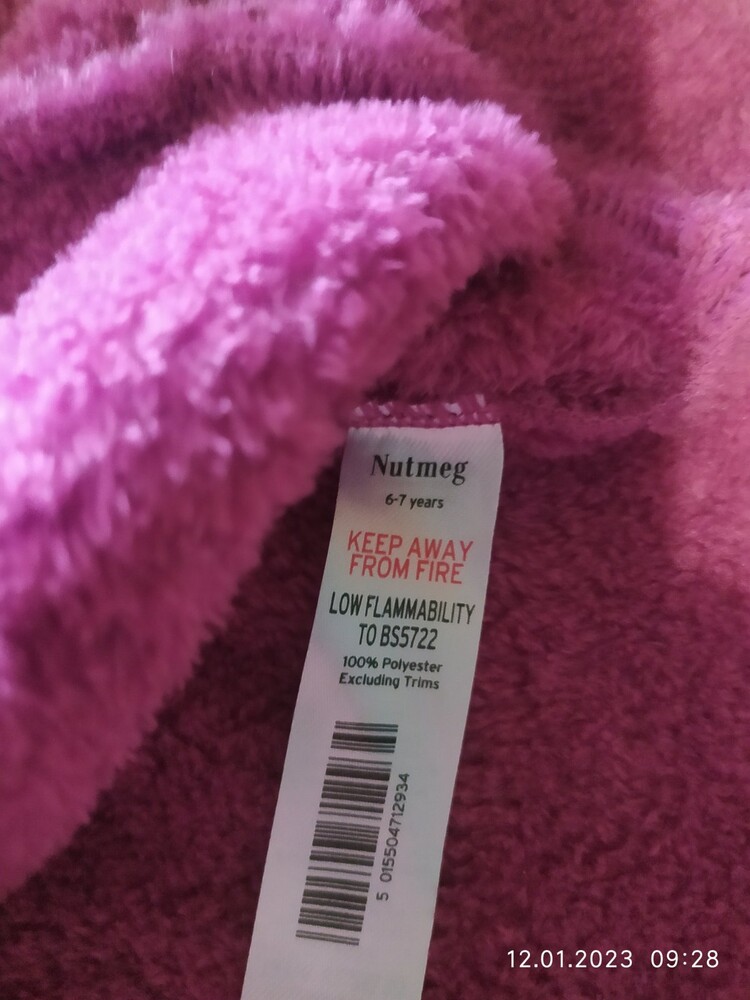 Nutmeg
6-7 years
KEEP AWAY
FROM FIRE
LOW FLAMMABILITY
TO BS5722
100% Polyester
Excluding Trims
5 015504712934
12.01.2023 09:28